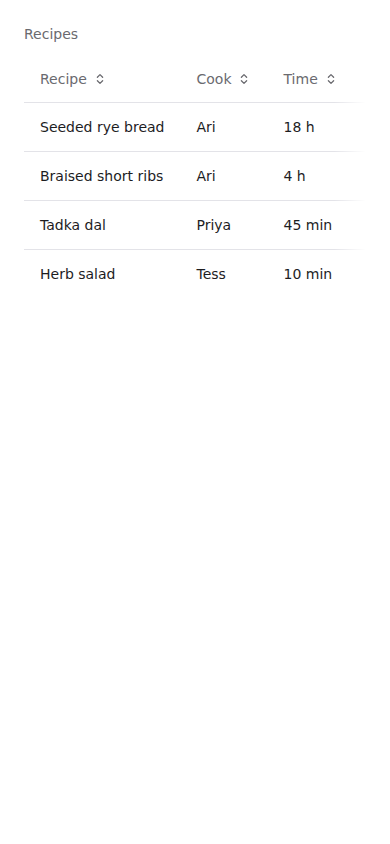 Recipes
Recipe Cook Time
Seeded rye bread Ari 18 h
Braised short ribs Ari 4 h
Tadka dal Priya 45 min
Herb salad Tess 10 min